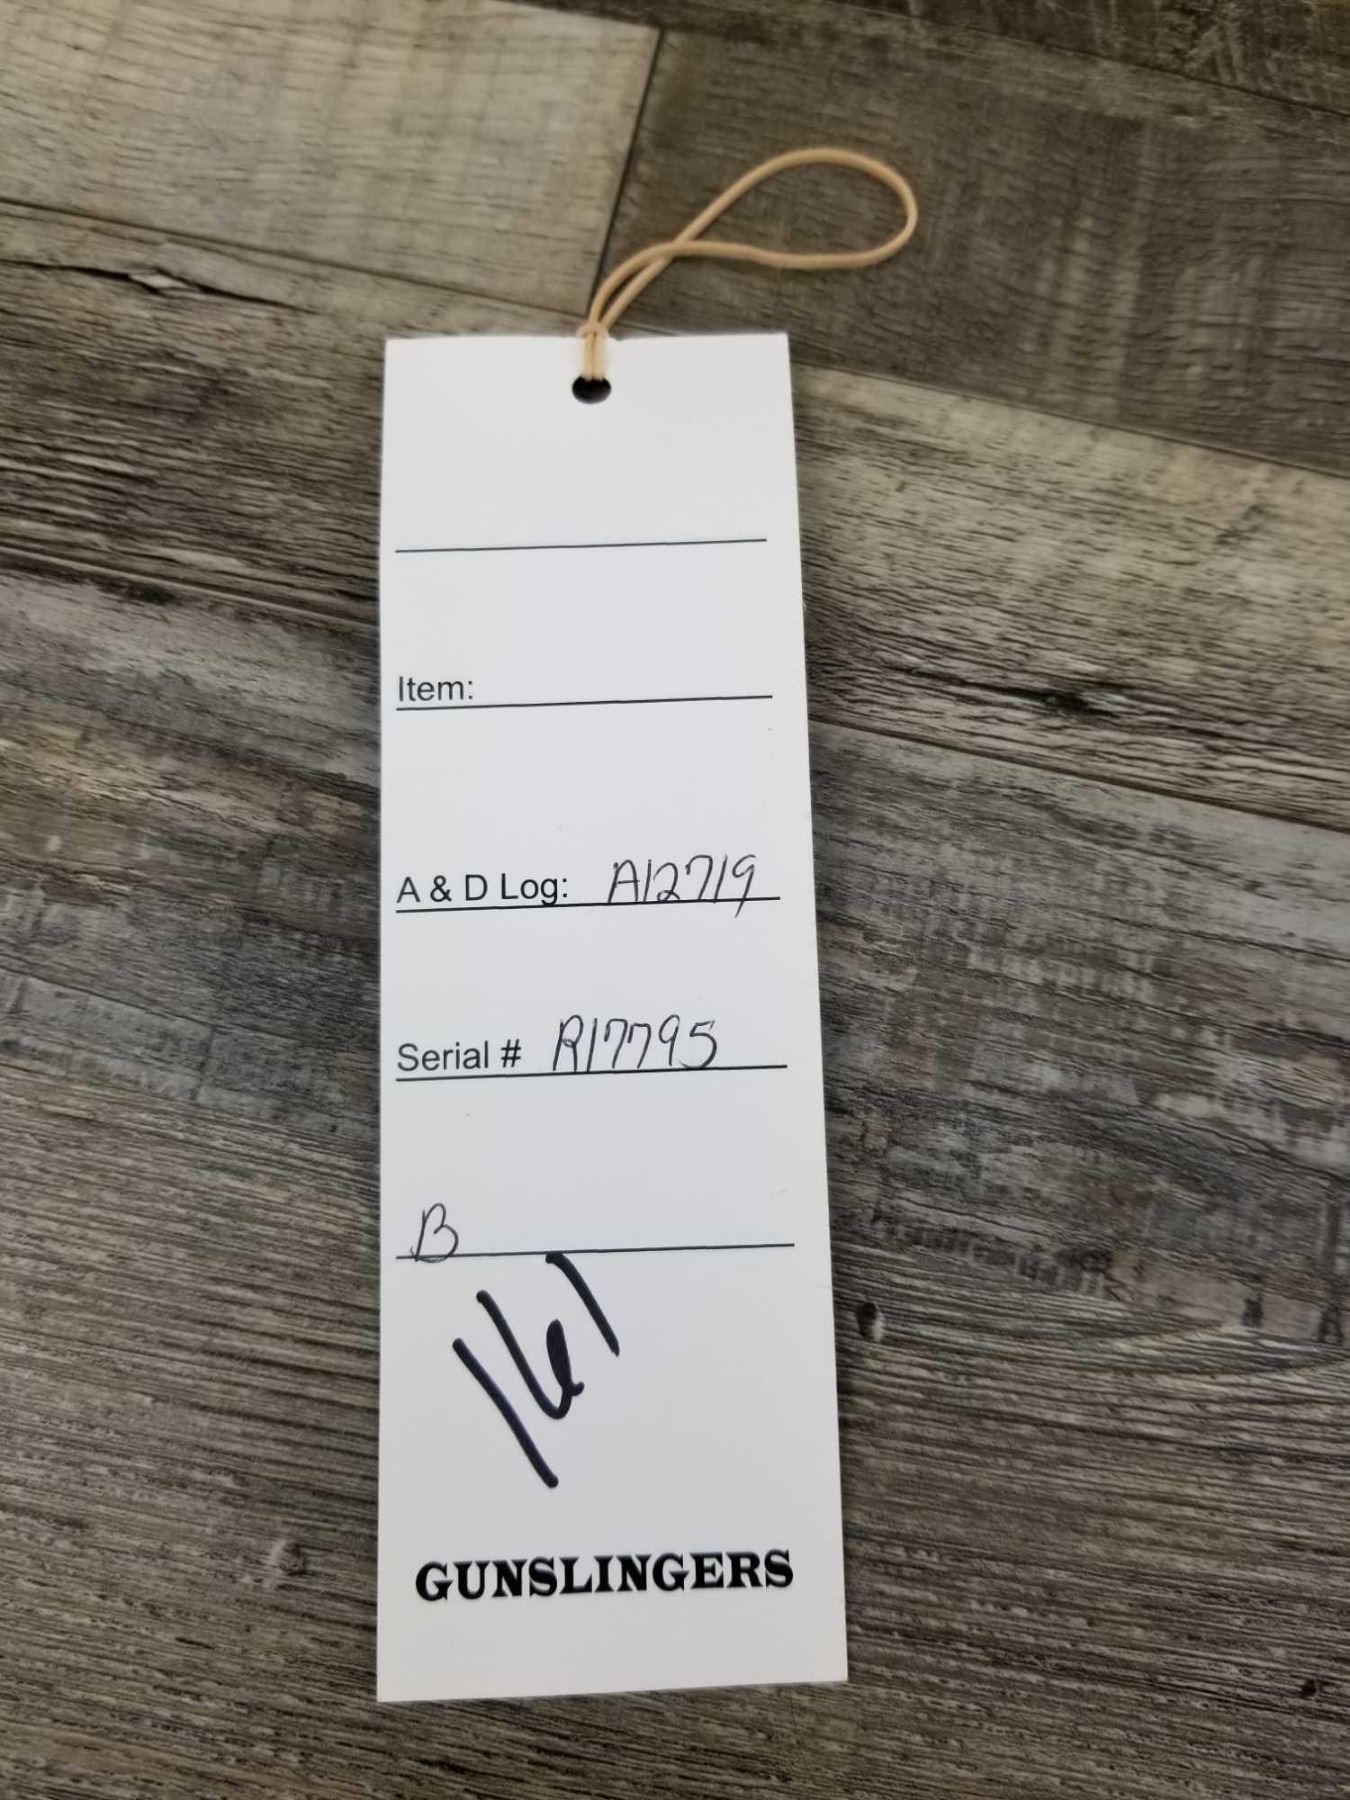 Item:
A & D Log: A12719
Serial # R17795
B
161
GUNSLINGERS